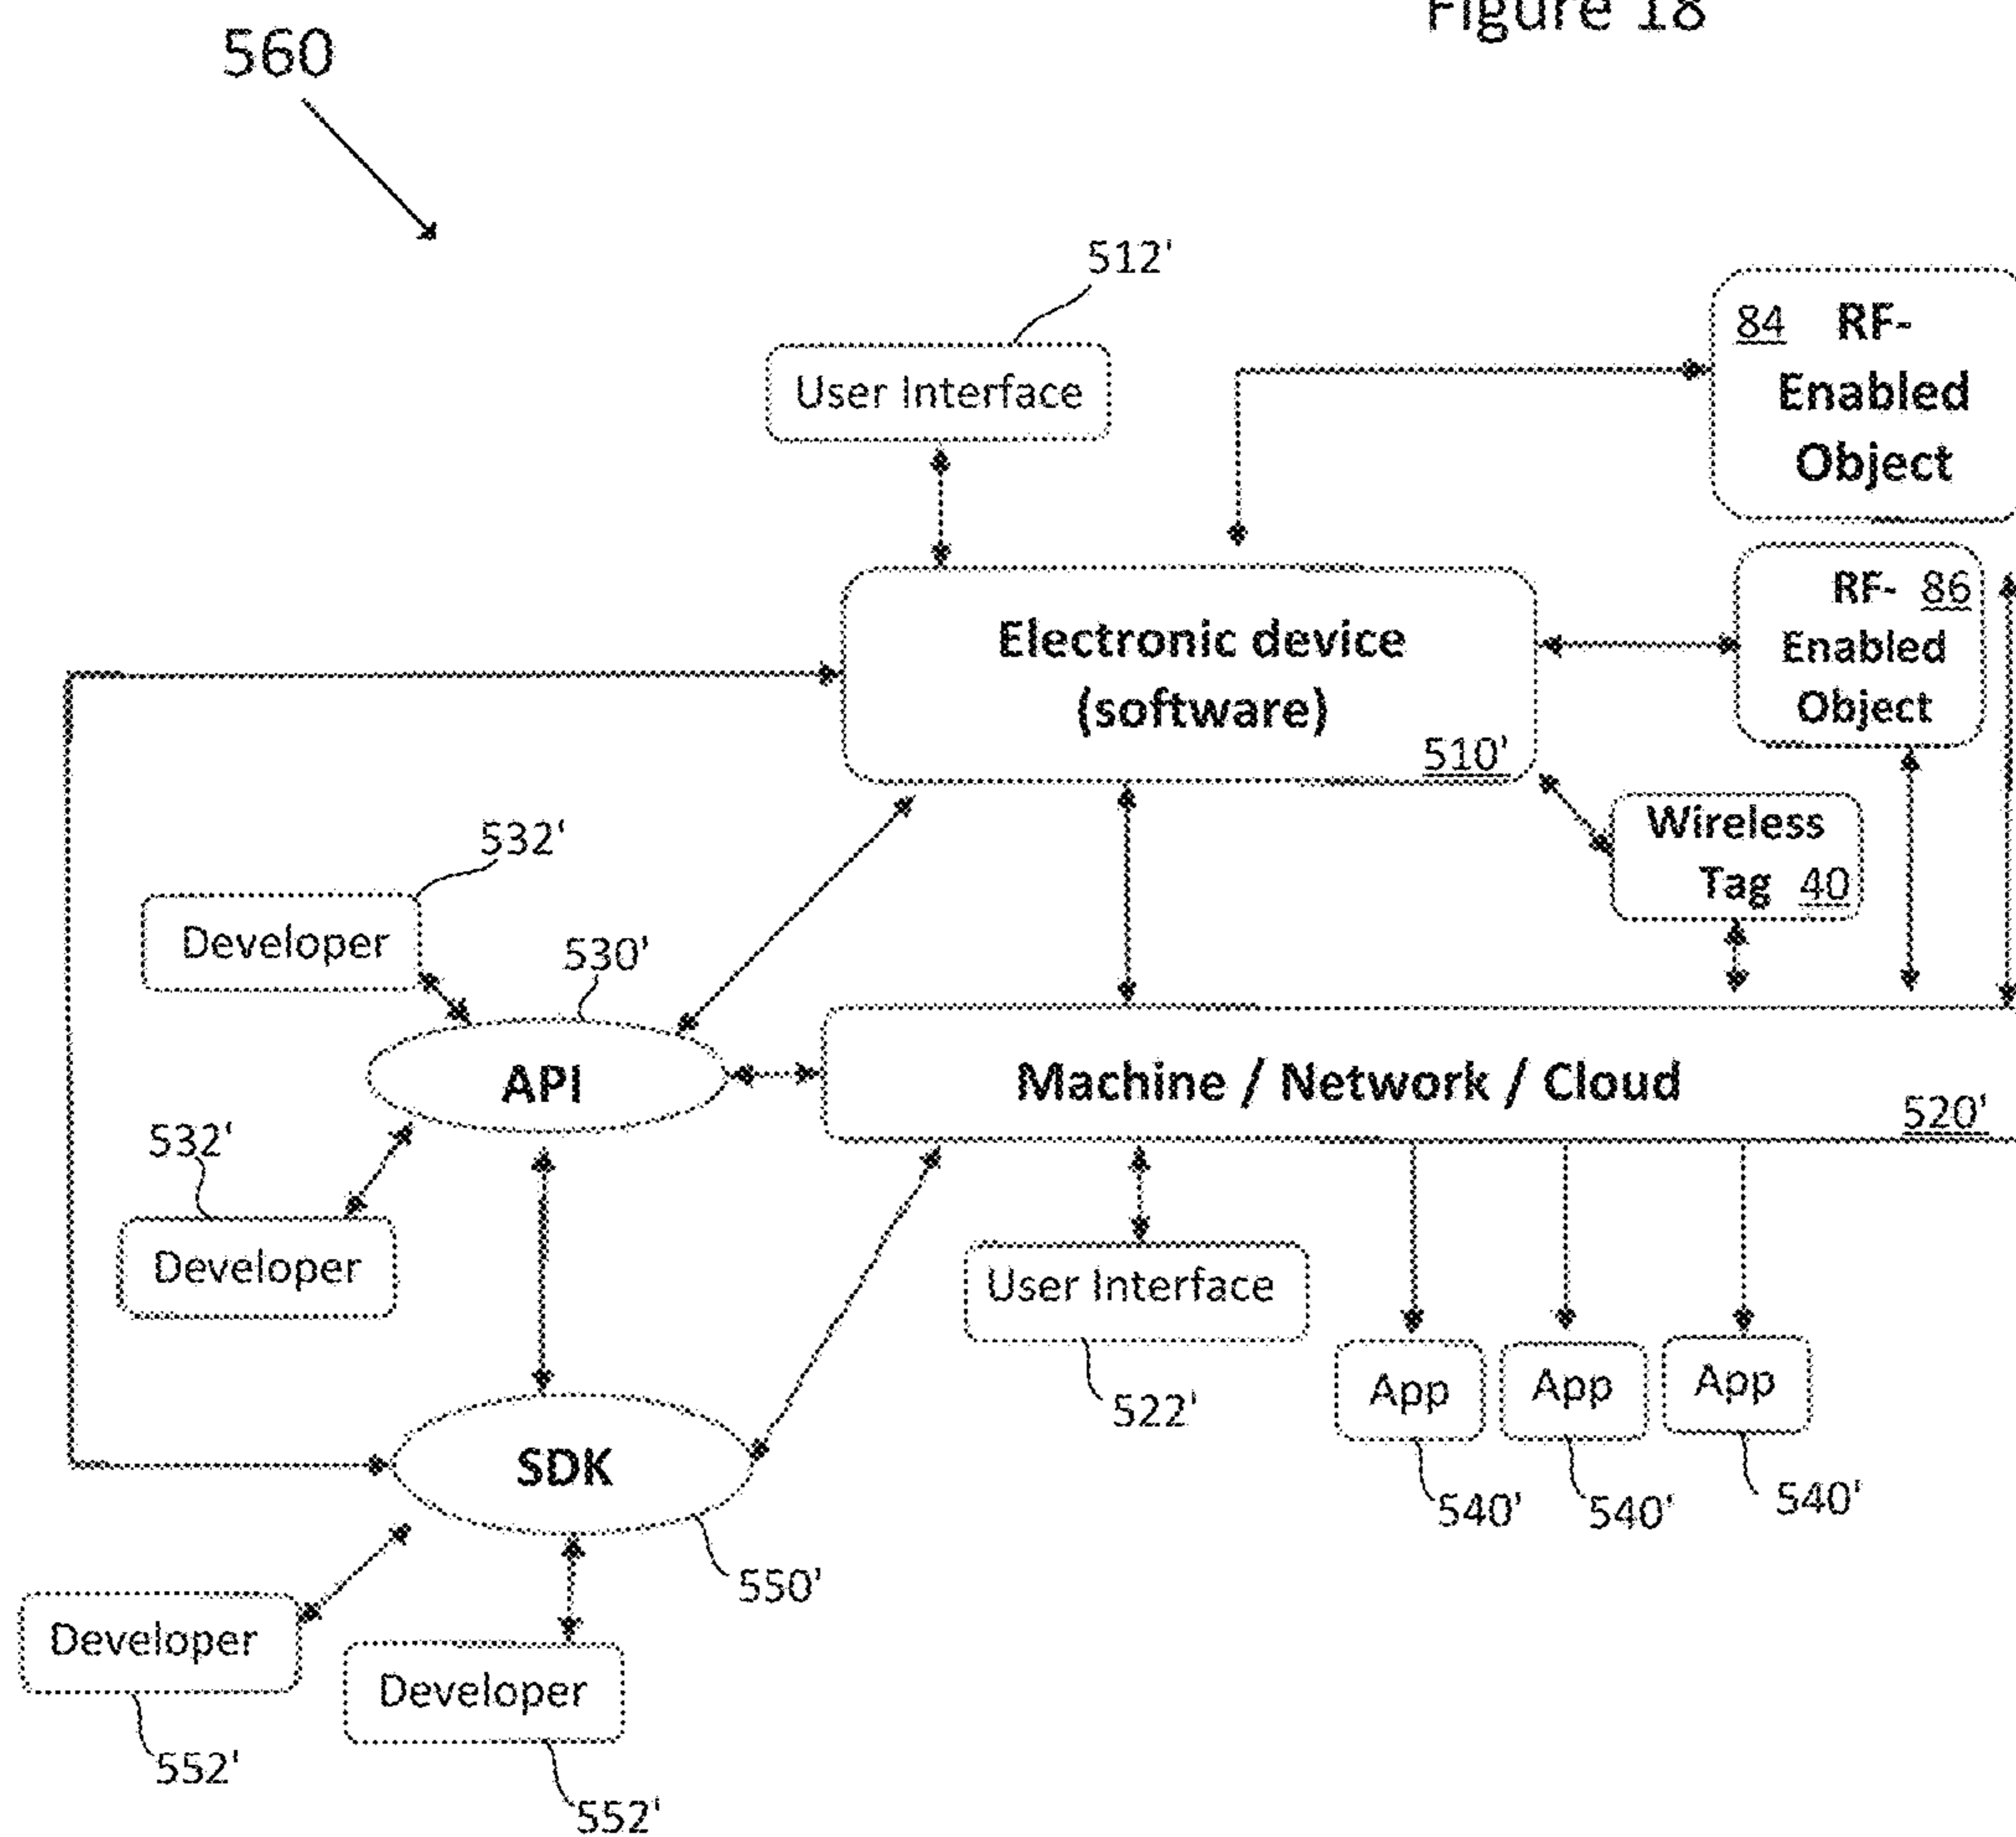 Figure 18
560
512'
User Interface
84 RF-
Enabled
Object
RF- 86
Enabled
Object
Electronic device
(software)
510'
Wireless
Tag 40
532'
Developer
530'
API
Machine / Network / Cloud
520'
532'
Developer
User Interface
522'
App
App
App
540'
540'
540'
SDK
550'
Developer
552'
Developer
552'